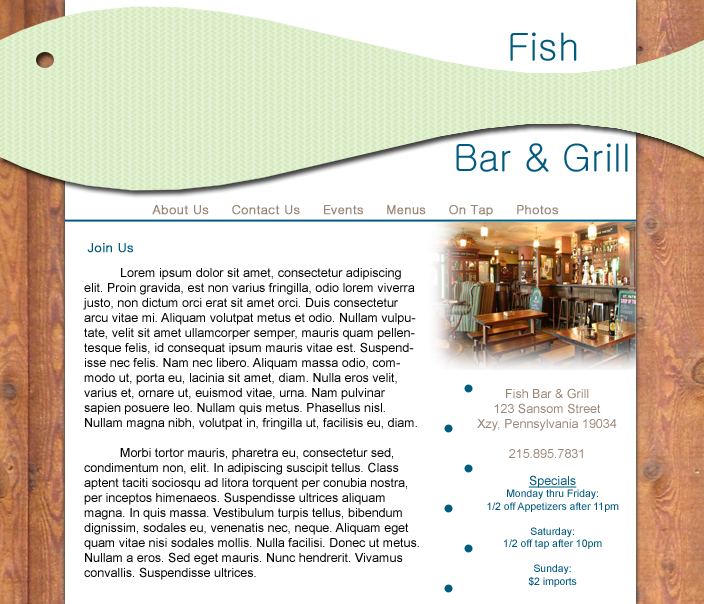 Fish
Bar & Grill
About Us Contact Us Events Menus On Tap Photos
Join Us
Lorem ipsum dolor sit amet, consectetur adipiscing
elit. Proin gravida, est non varius fringilla, odio lorem viverra
justo, non dictum orci erat sit amet orci. Duis consectetur
arcu vitae mi. Aliquam volutpat metus et odio. Nullam vulpu-
tate, velit sit amet ullamcorper semper, mauris quam pellen-
tesque felis, id consequat ipsum mauris vitae est. Suspend-
isse nec felis. Nam nec libero. Aliquam massa odio, com-
modo ut, porta eu, lacinia sit amet, diam. Nulla eros velit,
varius et, ornare ut, euismod vitae, urna. Nam pulvinar
sapien posuere leo. Nullam quis metus. Phasellus nisl.
Nullam magna nibh, volutpat in, fringilla ut, facilisis eu, diam.
Morbi tortor mauris, pharetra eu, consectetur sed,
condimentum non, elit. In adipiscing suscipit tellus. Class
aptent taciti sociosqu ad litora torquent per conubia nostra,
per inceptos himenaeos. Suspendisse ultrices aliquam
magna. In quis massa. Vestibulum turpis tellus, bibendum
dignissim, sodales eu, venenatis nec, neque. Aliquam eget
quam vitae nisi sodales mollis. Nulla facilisi. Donec ut metus.
Nullam a eros. Sed eget mauris. Nunc hendrerit. Vivamus
convallis. Suspendisse ultrices.
Fish Bar & Grill
123 Sansom Street
Xzy, Pennsylvania 19034
215.895.7831
Specials
Monday thru Friday:
1/2 off Appetizers after 11pm
Saturday:
1/2 off tap after 10pm
Sunday:
$2 imports